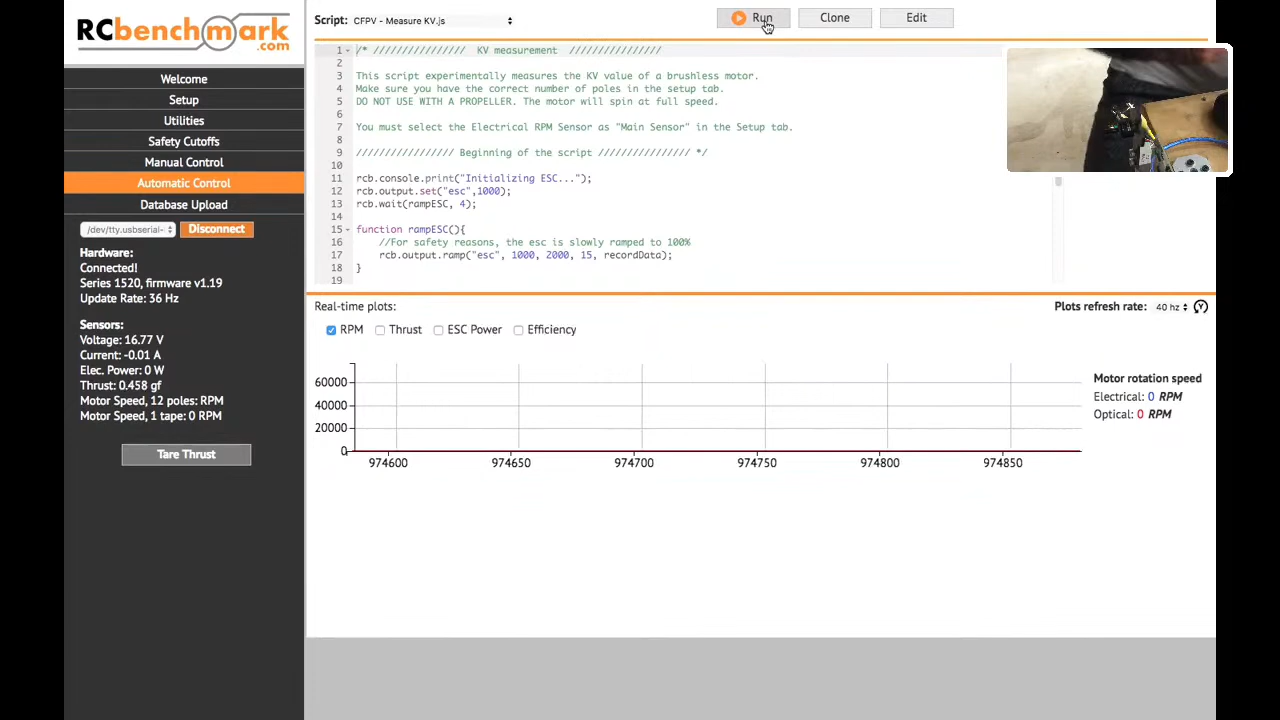 RCbenchmark
.com
Script: CFPV - Measure KV.js
Run
Clone
Edit
Welcome
Setup
Utilities
Safety Cutoffs
Manual Control
Automatic Control
Database Upload
/dev/tty.usbserial-
Disconnect
Hardware:
Connected!
Series 1520, firmware v1.19
Update Rate: 36 Hz
Sensors:
Voltage: 16.77 V
Current: -0.01 A
Elec. Power: 0 W
Thrust: 0.458 gf
Motor Speed, 12 poles: RPM
Motor Speed, 1 tape: 0 RPM
Tare Thrust
1 /* //////////////// KV measurement ////////////////
2
3 This script experimentally measures the KV value of a brushless motor.
4 Make sure you have the correct number of poles in the setup tab.
5 DO NOT USE WITH A PROPELLER. The motor will spin at full speed.
6
7 You must select the Electrical RPM Sensor as "Main Sensor" in the Setup tab.
8
9 ///////////////// Beginning of the script //////////////// */
10
11 rcb.console.print("Initializing ESC...");
12 rcb.output.set("esc",1000);
13 rcb.wait(rampESC, 4);
14
15 function rampESC(){
16 //For safety reasons, the esc is slowly ramped to 100%
17 rcb.output.ramp("esc", 1000, 2000, 15, recordData);
18 }
19
Real-time plots:
Plots refresh rate: 40 hz
RPM
Thrust
ESC Power
Efficiency
60000
40000
20000
0
974600
974650
974700
974750
974800
974850
Motor rotation speed
Electrical: 0 RPM
Optical: 0 RPM